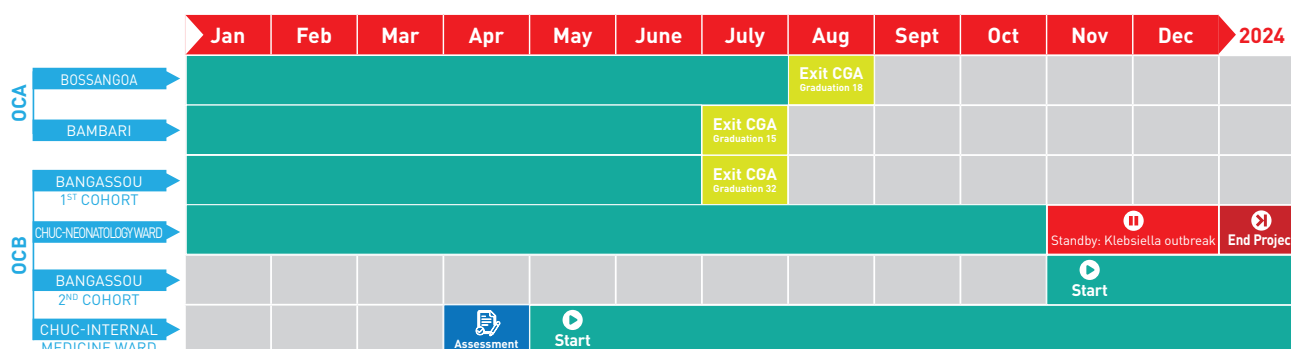 Jan Feb Mar Apr May June July Aug Sept Oct Nov Dec 2024
OCA
BOSSANGOA
Exit CGA
Graduation 18
BAMBARI
Exit CGA
Graduation 15
OCB
BANGASSOU
1ST COHORT
Exit CGA
Graduation 32
CHUC-NEONATOLOGY WARD
Standby: Klebsiella outbreak
End Projec
BANGASSOU
2ND COHORT
Start
CHUC-INTERNAL
MEDICINE WARD
Assessment
Start